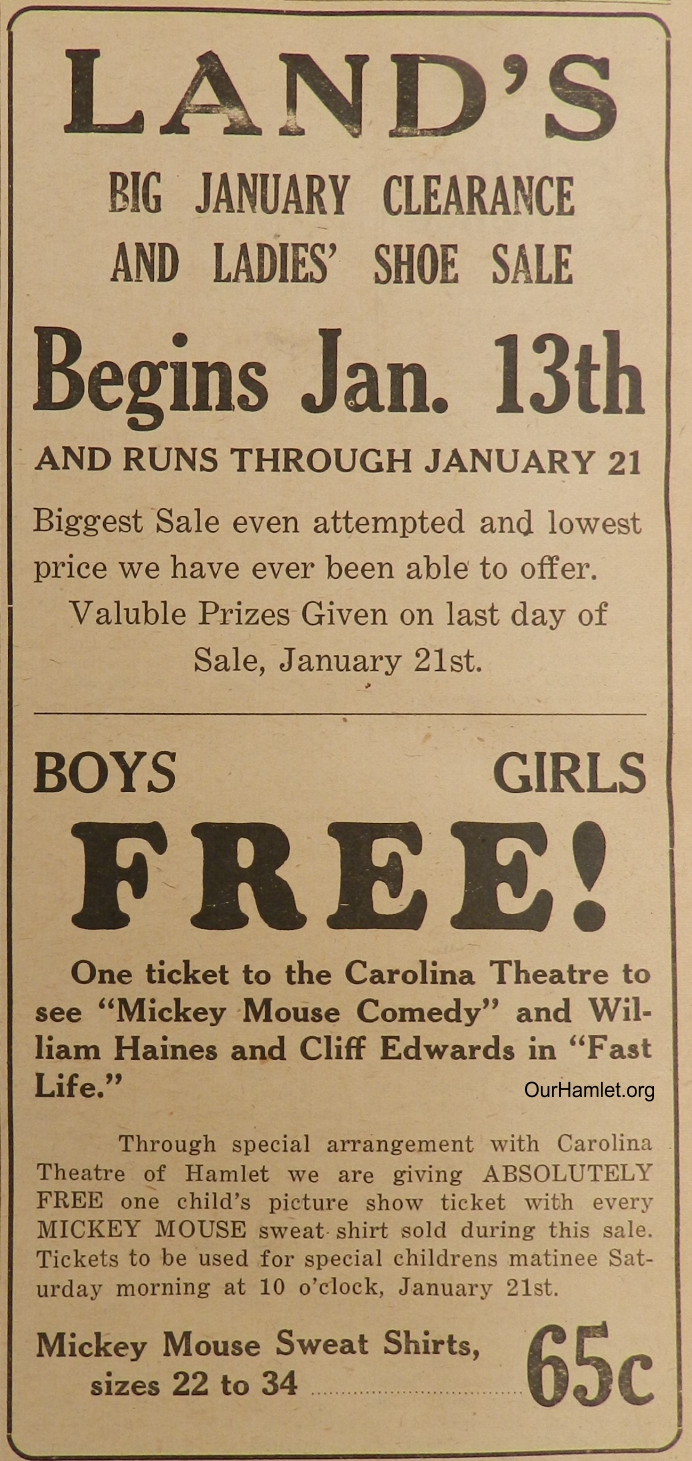 LAND'S
BIG JANUARY CLEARANCE
AND LADIES' SHOE SALE
Begins Jan. 13th
AND RUNS THROUGH JANUARY 21
Biggest Sale even attempted and lowest
price we have ever been able to offer.
Valuble Prizes Given on last day of
Sale, January 21st.
BOYS GIRLS
FREE!
One ticket to the Carolina Theatre to
see "Mickey Mouse Comedy" and Wil-
liam Haines and Cliff Edwards in "Fast
Life."
OurHamlet.org
Through special arrangement with Carolina
Theatre of Hamlet we are giving ABSOLUTELY
FREE one child's picture show ticket with every
MICKEY MOUSE sweat shirt sold during this sale.
Tickets to be used for special childrens matinee Sat-
urday morning at 10 o'clock, January 21st.
Mickey Mouse Sweat Shirts,
sizes 22 to 34 ........................ 65c